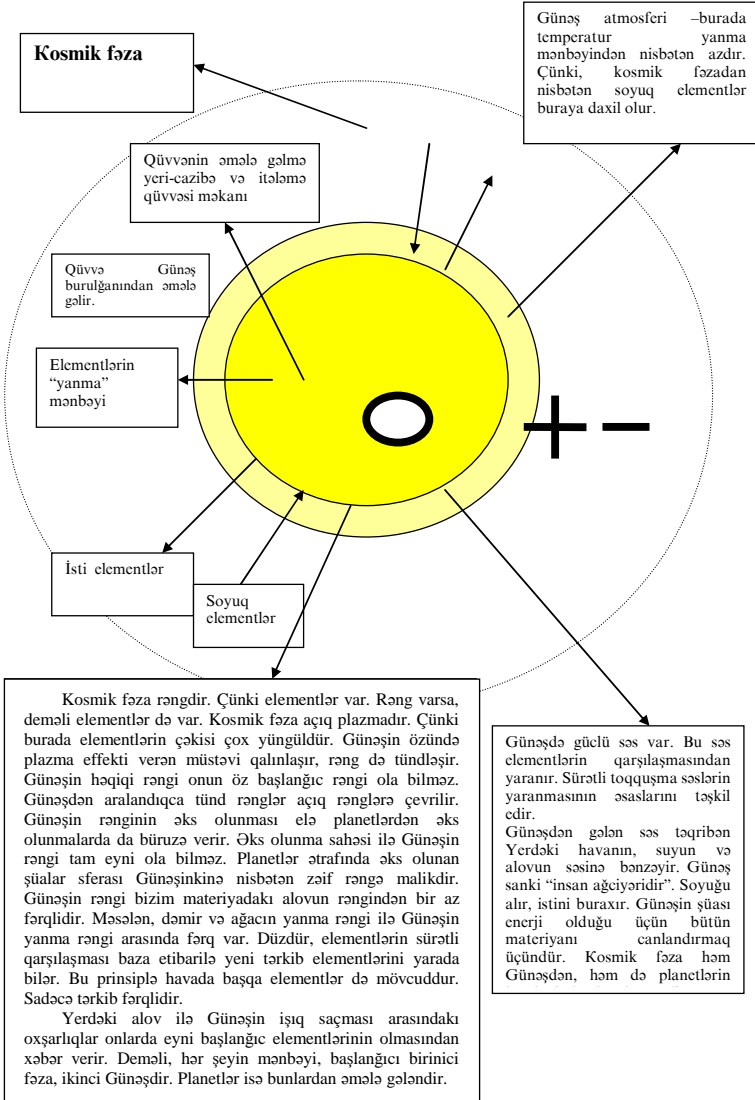 Kosmik fəza
Günəş atmosferi –burada
temperatur yanma
mənbəyindən nisbətən azdır.
Çünki, kosmik fəzadan
nisbətən soyuq elementlər
buraya daxil olur.
Qüvvənin əmələ gəlmə
yeri-cazibə və itələmə
qüvvəsi məkanı
Qüvvə Günəş
burulğanından əmələ
gəlir.
Elementlərin
“yanma”
mənbəyi
İsti elementlər
Soyuq
elementlər
Kosmik fəza rəngdir. Çünki elementlər var. Rəng varsa,
deməli elementlər də var. Kosmik fəza açıq plazmadır. Çünki
burada elementlərin çəkisi çox yüngüldür. Günəşin özündə
plazma effekti verən müstəvi qalınlaşır, rəng də tündləşir.
Günəşin həqiqi rəngi onun öz başlanğıc rəngi ola bilməz.
Günəşdən aralandıqca tünd rənglər açıq rənglərə çevrilir.
Günəşin rənginin əks olunması elə planetlərdən əks
olunmalarda da büruzə verir. Əks olunma sahəsi ilə Günəşin
rəngi tam eyni ola bilməz. Planetlər ətrafında əks olunan
şüalar sferası Günəşinkinə nisbətən zəif rəngə malikdir.
Günəşin rəngi bizim materiyadakı alovun rəngindən bir az
fərqlidir. Məsələn, dəmir və ağacın yanma rəngi ilə Günəşin
yanma rəngi arasında fərq var. Düzdür, elementlərin sürətli
qarşılaşması baza etibarilə yeni tərkib elementlərini yarada
bilər. Bu prinsiplə havada başqa elementlər də mövcuddur.
Sadəcə tərkib fərqlidir.
Yerdəki alov ilə Günəşin işıq saçması arasındakı
oxşarlıqlar onlarda eyni başlanğıc elementlərinin olmasından
xəbər verir. Deməli, hər şeyin mənbəyi, başlanğıcı birinici
fəza, ikinci Günəşdir. Planetlər isə bunlardan əmələ gələndir.
Günəşdə güclü səs var. Bu səs
elementlərin qarşılaşmasından
yaranır. Sürətli toqquşma səslərin
yaranmasının əsaslarını təşkil
edir.
Günəşdən gələn səs təqribən
Yerdəki havanın, suyun və
alovun səsinə bənzəyir. Günəş
sanki “insan ağciyəridir”. Soyuğu
alır, istini buraxır. Günəşin şüası
enerji olduğu üçün bütün
materiyanı canlandırmaq
üçündür. Kosmik fəza həm
Günəşdən, həm də planetlərin